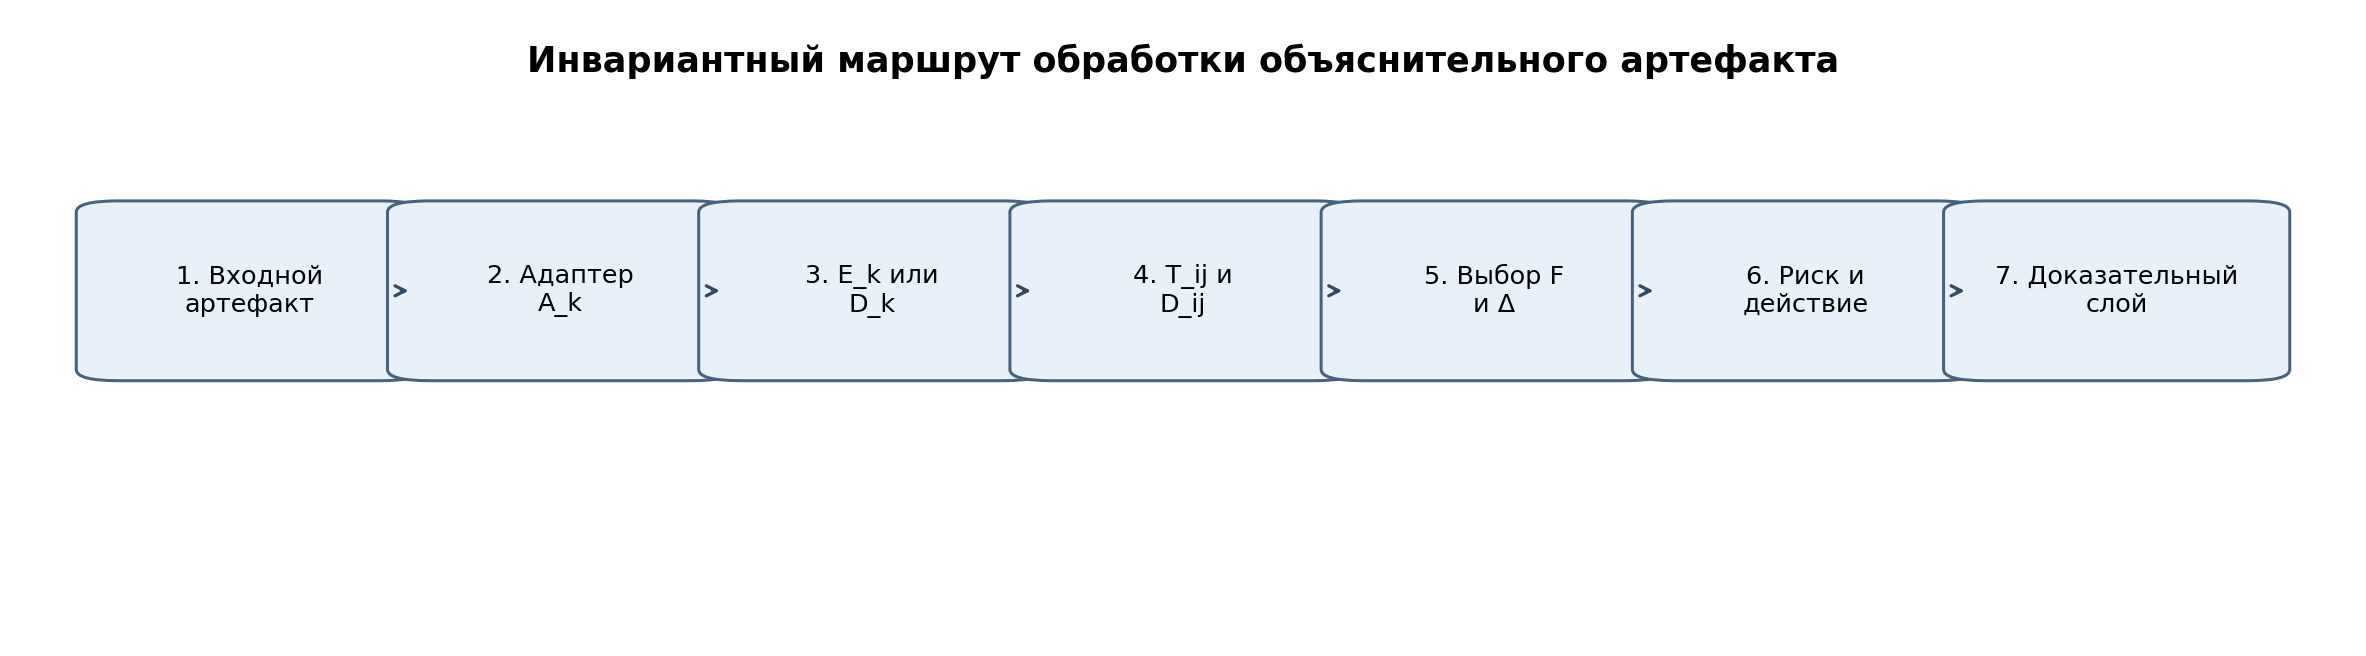 Инвариантный маршрут обработки объяснительного артефакта
1. Входной
артефакт
2. Адаптер
A_k
3. E_k или
D_k
4. T_ij и
D_ij
5. Выбор F
и Δ
6. Риск и
действие
7. Доказательный
слой